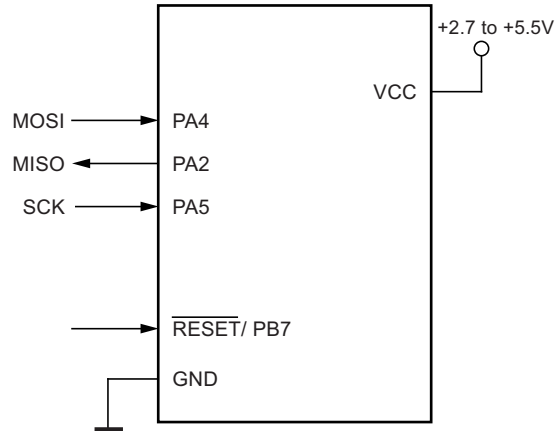 +2.7 to +5.5V
VCC
MOSI PA4
MISO PA2
SCK PA5
RESET/ PB7
GND